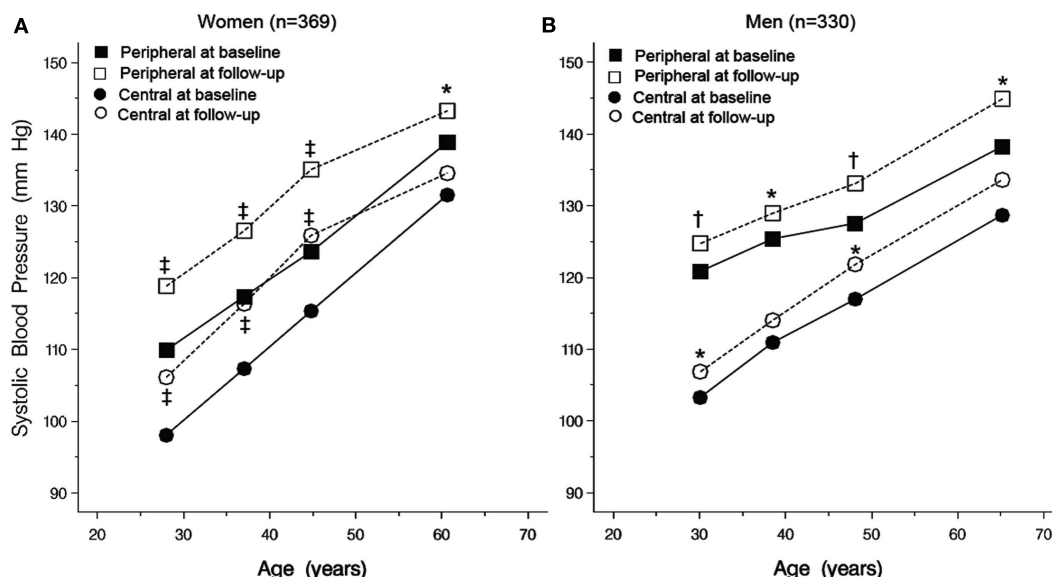 A
Women (n=369)
Peripheral at baseline
Peripheral at follow-up
Central at baseline
Central at follow-up
Systolic Blood Pressure (mm Hg)
150
140
130
120
110
100
90
‡
‡
‡
*
‡
‡
‡
20
30
40
50
60
70
Age (years)
B
Men (n=330)
Peripheral at baseline
Peripheral at follow-up
Central at baseline
Central at follow-up
150
140
130
120
110
100
90
†
*
†
*
*
*
20
30
40
50
60
70
Age (years)